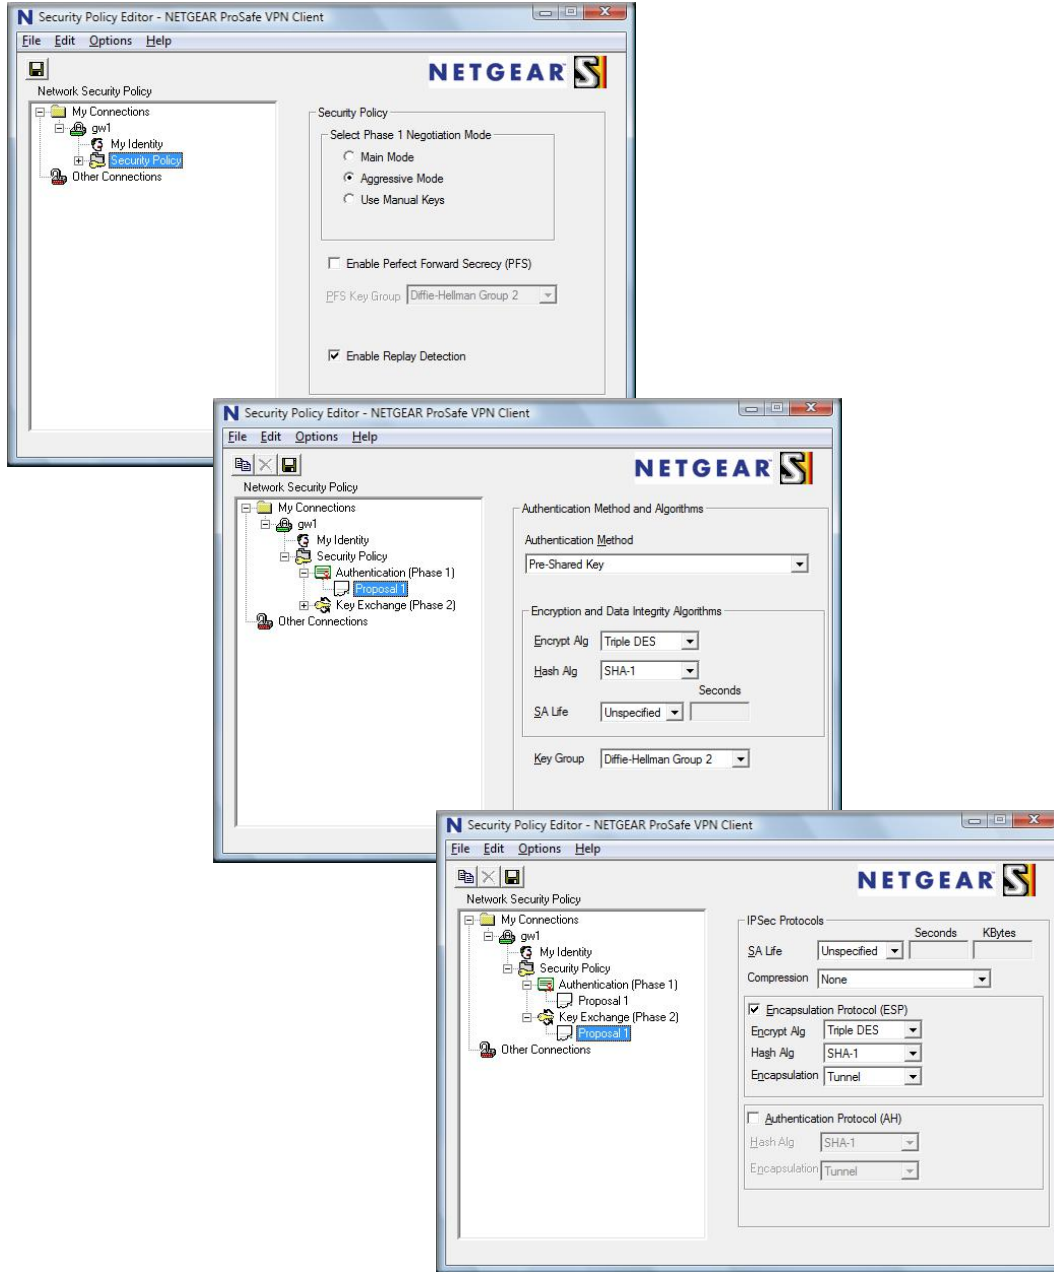 N Security Policy Editor - NETGEAR ProSafe VPN Client
File Edit Options Help
NETGEAR
Network Security Policy
My Connections
gw1
My Identity
Security Policy
Other Connections
Security Policy
Select Phase 1 Negotiation Mode
Main Mode
Aggressive Mode
Use Manual Keys
Enable Perfect Forward Secrecy (PFS)
PFS Key Group Diffie-Hellman Group 2
Enable Replay Detection
N Security Policy Editor - NETGEAR ProSafe VPN Client
File Edit Options Help
NETGEAR
Network Security Policy
My Connections
gw1
My Identity
Security Policy
Authentication (Phase 1)
Proposal 1
Key Exchange (Phase 2)
Other Connections
Authentication Method and Algorithms
Authentication Method
Pre-Shared Key
Encryption and Data Integrity Algorithms
Encrypt Alg Triple DES
Hash Alg SHA-1
Seconds
SA Life Unspecified
Key Group Diffie-Hellman Group 2
N Security Policy Editor - NETGEAR ProSafe VPN Client
File Edit Options Help
NETGEAR
Network Security Policy
My Connections
gw1
My Identity
Security Policy
Authentication (Phase 1)
Proposal 1
Key Exchange (Phase 2)
Proposal 1
Other Connections
IPSec Protocols
Seconds KBytes
SA Life Unspecified
Compression None
Encapsulation Protocol (ESP)
Encrypt Alg Triple DES
Hash Alg SHA-1
Encapsulation Tunnel
Authentication Protocol (AH)
Hash Alg SHA-1
Encapsulation Tunnel